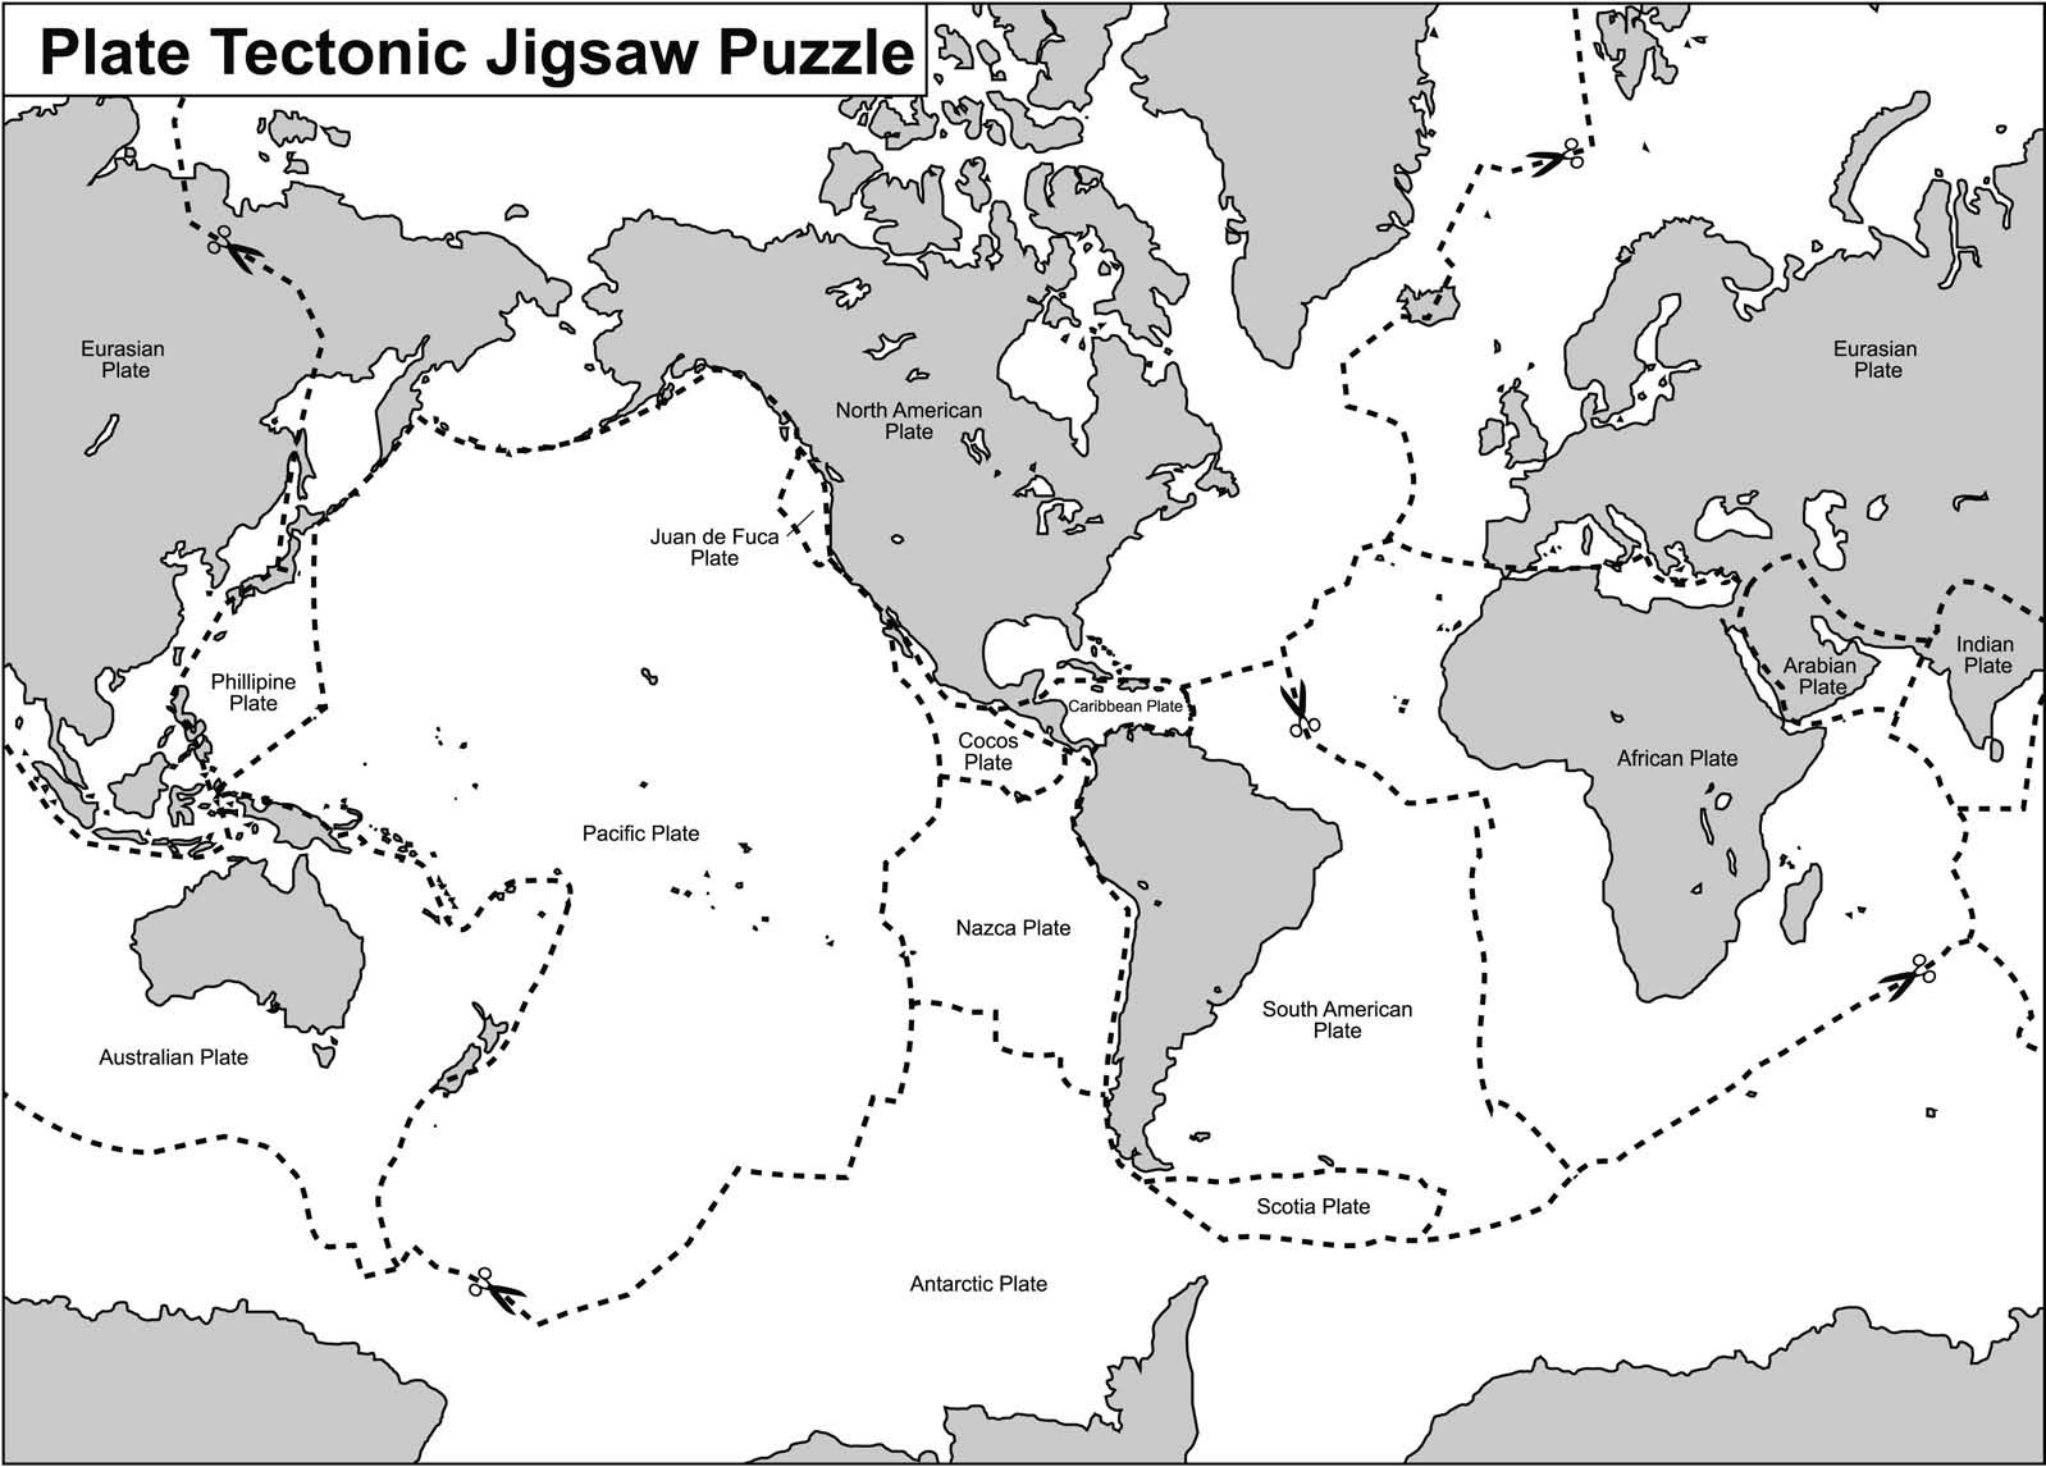 Plate Tectonic Jigsaw Puzzle
Eurasian
Plate
North American
Plate
Eurasian
Plate
Juan de Fuca
Plate
Phillipine
Plate
Caribbean Plate
Cocos
Plate
Arabian
Plate
Indian
Plate
African Plate
Pacific Plate
Nazca Plate
South American
Plate
Australian Plate
Scotia Plate
Antarctic Plate